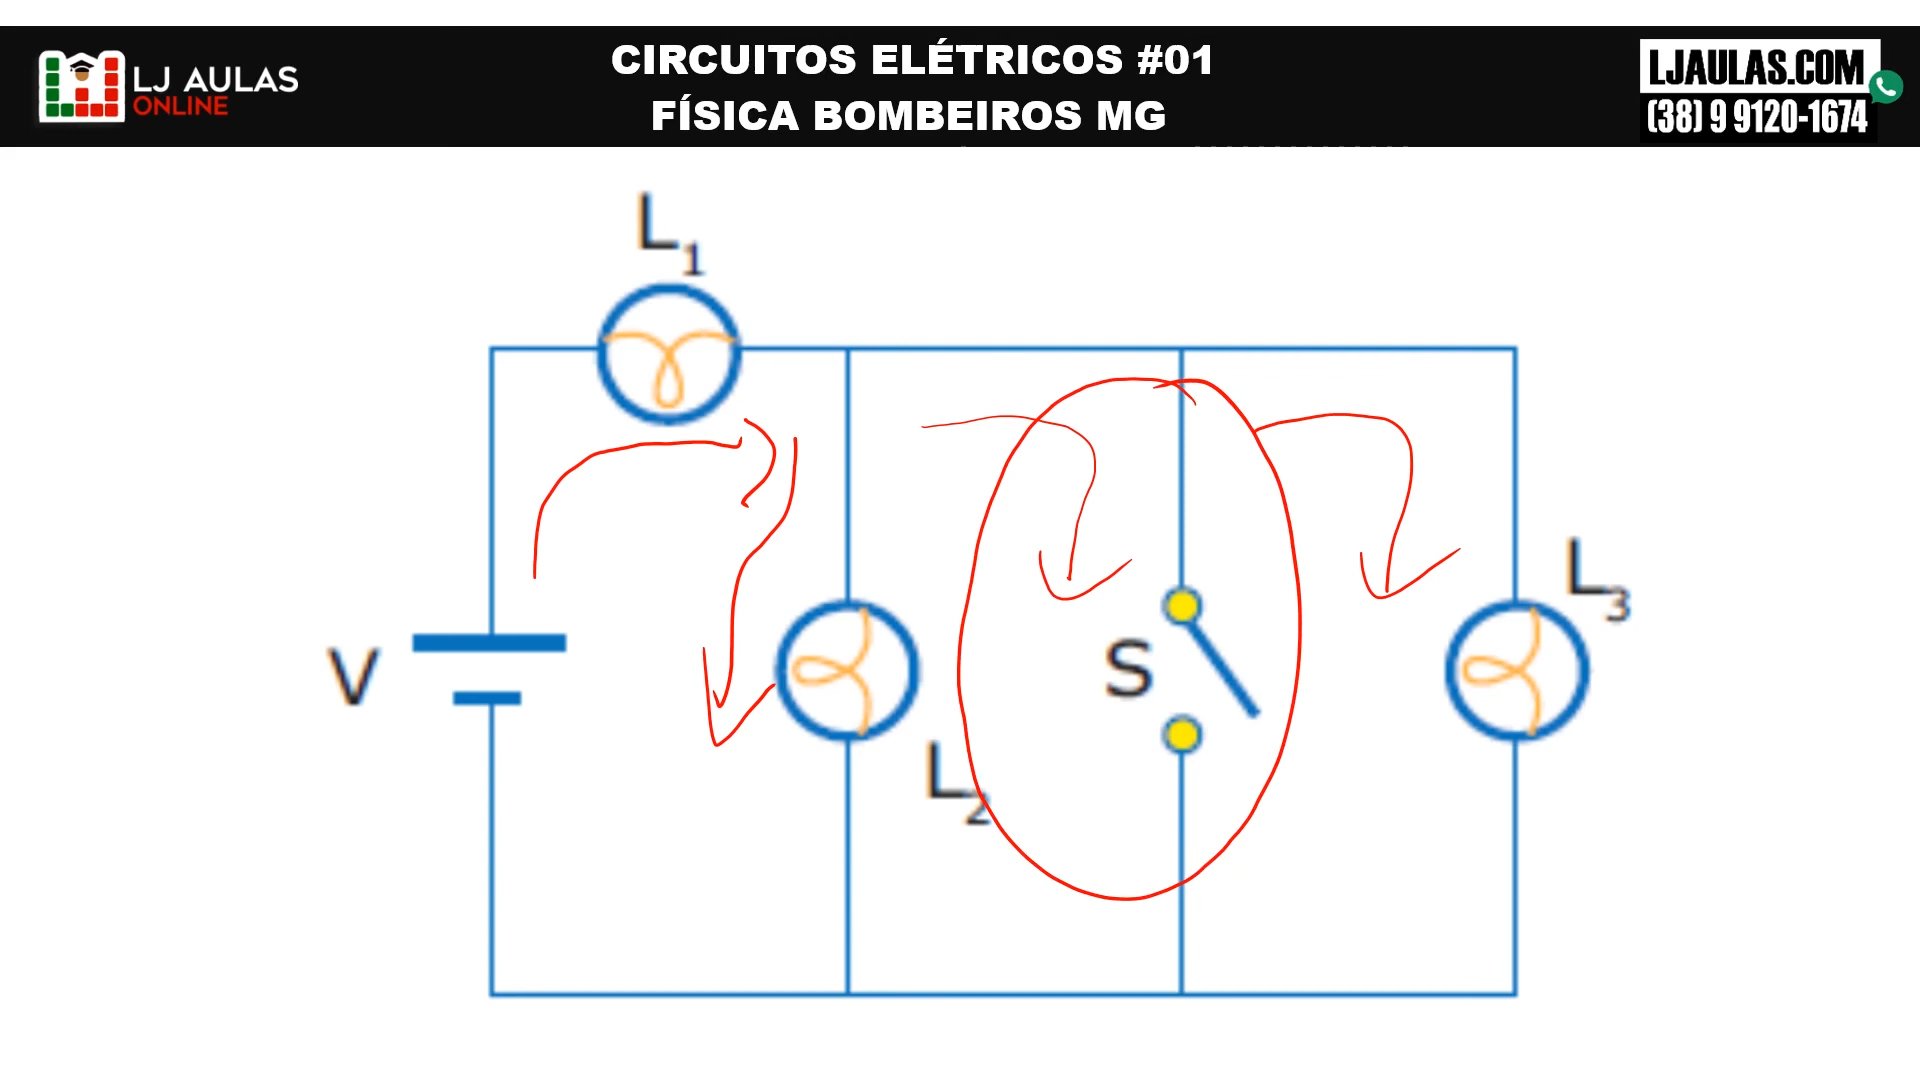 LJ AULAS
ONLINE
CIRCUITOS ELÉTRICOS #01
FÍSICA BOMBEIROS MG
LJAULAS.COM
(38) 9 9120-1674
L1
V
L2
S
L3